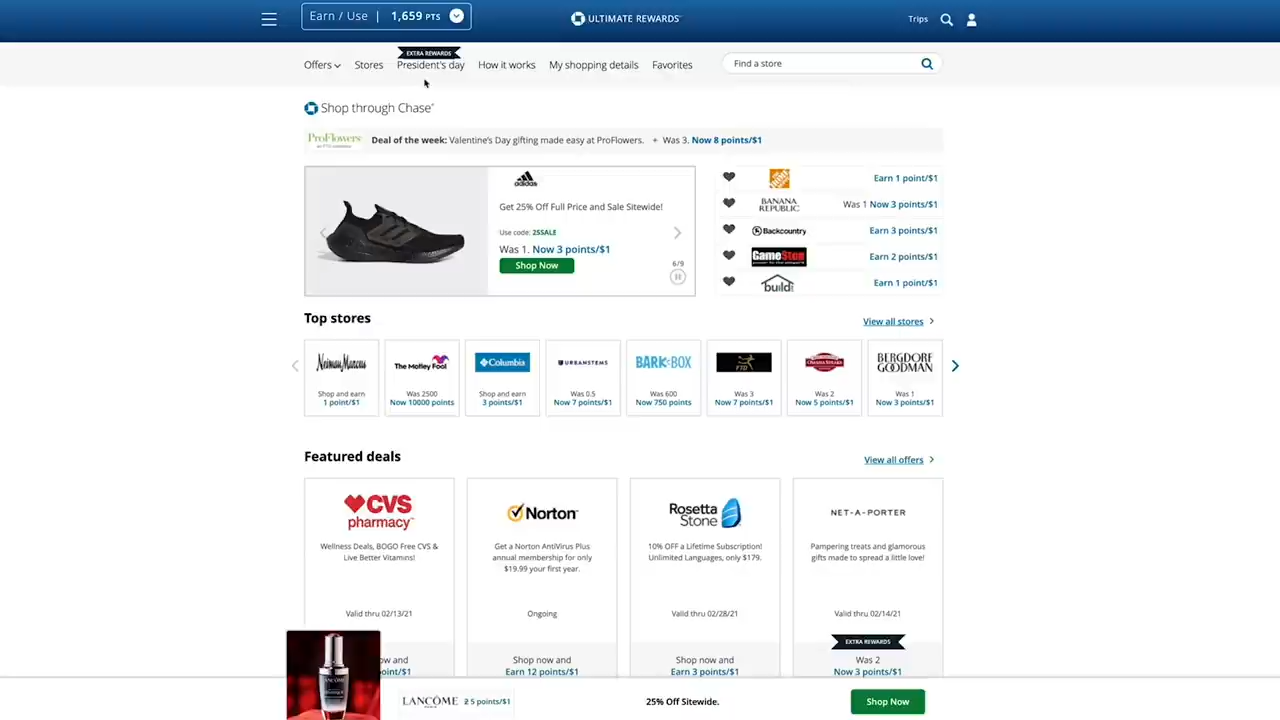 Earn / Use | 1,659 PTS
ULTIMATE REWARDS
Trips
EXTRA REWARDS
Offers Stores President's day How it works My shopping details Favorites
Find a store
Shop through Chase
ProFlowers
Deal of the week: Valentine's Day gifting made easy at ProFlowers. + Was 3. Now 8 points/$1
adidas
Get 25% Off Full Price and Sale Sitewide!
Use code: 25SALE
Was 1. Now 3 points/$1
Shop Now
6/9
Earn 1 point/$1
BANANA REPUBLIC Was 1 Now 3 points/$1
Backcountry Earn 3 points/$1
GameStop Earn 2 points/$1
build Earn 1 point/$1
Top stores
View all stores
Neiman Marcus
Shop and earn
1 point/$1
The Motley Fool
Was 2500
Now 10000 points
Columbia
Shop and earn
3 points/$1
URBANSTEMS
Was 0.5
Now 7 points/$1
BARKBOX
Was 600
Now 750 points
FTD
Was 3
Now 7 points/$1
OMAHA STEAKS
Was 2
Now 5 points/$1
BERGDORF
GOODMAN
Was 1
Now 3 points/$1
Featured deals
View all offers
CVS
pharmacy
Wellness Deals, BOGO Free CVS &
Live Better Vitamins!
Valid thru 02/13/21
ow and
oint/$1
Norton
Get a Norton AntiVirus Plus
annual membership for only
$19.99 your first year.
Ongoing
Shop now and
Earn 12 points/$1
Rosetta
Stone
10% OFF a Lifetime Subscription!
Unlimited Languages, only $179.
Valid thru 02/28/21
Shop now and
Earn 3 points/$1
NET-A-PORTER
Pampering treats and glamorous
gifts made to spread a little love!
Valid thru 02/14/21
EXTRA REWARDS
Was 2
Now 3 points/$1
LANCÔME
LANCÔME 2 5 points/$1
25% Off Sitewide.
Shop Now